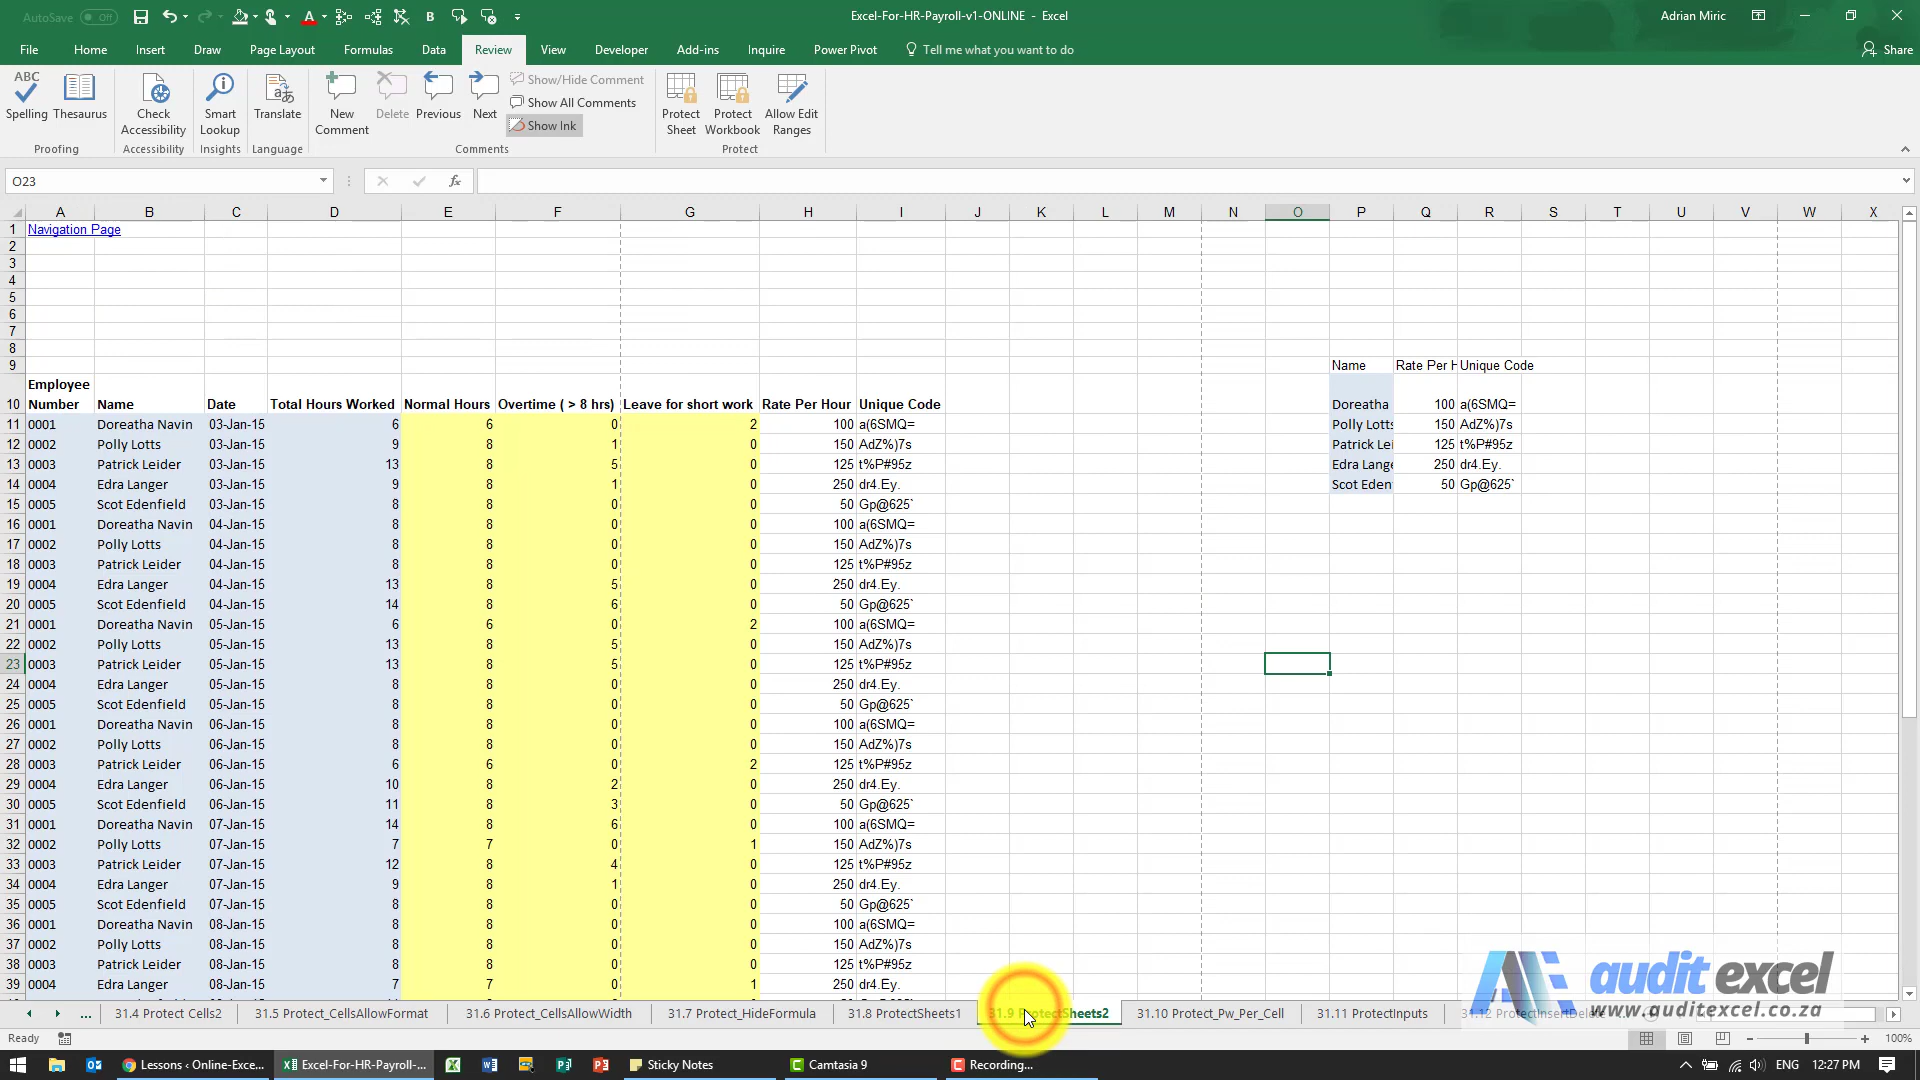 AutoSave Off
Excel-For-HR-Payroll-v1-ONLINE - Excel
Adrian Miric
File Home Insert Draw Page Layout Formulas Data Review View Developer Add-ins Inquire Power Pivot Tell me what you want to do Share
ABC
Spelling Thesaurus Check Accessibility Smart Lookup Translate New Comment Delete Previous Next Show/Hide Comment Show All Comments Show Ink Protect Sheet Protect Workbook Allow Edit Ranges
Proofing Accessibility Insights Language Comments Protect
O23 fx
A B C D E F G H I J K L M N O P Q R S T U V W X
1 Navigation Page
2
3
4
5
6
7
8
9 Name Rate Per H Unique Code
10 Employee Number Name Date Total Hours Worked Normal Hours Overtime ( > 8 hrs) Leave for short work Rate Per Hour Unique Code Doreatha 100 a(6SMQ=
11 0001 Doreatha Navin 03-Jan-15 6 6 0 2 100 a(6SMQ= Polly Lotts 150 AdZ%)7s
12 0002 Polly Lotts 03-Jan-15 9 8 1 0 150 AdZ%)7s Patrick Lei 125 t%P#95z
13 0003 Patrick Leider 03-Jan-15 13 8 5 0 125 t%P#95z Edra Lange 250 dr4.Ey.
14 0004 Edra Langer 03-Jan-15 9 8 1 0 250 dr4.Ey. Scot Eden 50 Gp@625`
15 0005 Scot Edenfield 03-Jan-15 8 8 0 0 50 Gp@625`
16 0001 Doreatha Navin 04-Jan-15 8 8 0 0 100 a(6SMQ=
17 0002 Polly Lotts 04-Jan-15 8 8 0 0 150 AdZ%)7s
18 0003 Patrick Leider 04-Jan-15 8 8 0 0 125 t%P#95z
19 0004 Edra Langer 04-Jan-15 13 8 5 0 250 dr4.Ey.
20 0005 Scot Edenfield 04-Jan-15 14 8 6 0 50 Gp@625`
21 0001 Doreatha Navin 05-Jan-15 6 6 0 2 100 a(6SMQ=
22 0002 Polly Lotts 05-Jan-15 13 8 5 0 150 AdZ%)7s
23 0003 Patrick Leider 05-Jan-15 13 8 5 0 125 t%P#95z
24 0004 Edra Langer 05-Jan-15 8 8 0 0 250 dr4.Ey.
25 0005 Scot Edenfield 05-Jan-15 8 8 0 0 50 Gp@625`
26 0001 Doreatha Navin 06-Jan-15 8 8 0 0 100 a(6SMQ=
27 0002 Polly Lotts 06-Jan-15 8 8 0 0 150 AdZ%)7s
28 0003 Patrick Leider 06-Jan-15 6 6 0 2 125 t%P#95z
29 0004 Edra Langer 06-Jan-15 10 8 2 0 250 dr4.Ey.
30 0005 Scot Edenfield 06-Jan-15 11 8 3 0 50 Gp@625`
31 0001 Doreatha Navin 07-Jan-15 14 8 6 0 100 a(6SMQ=
32 0002 Polly Lotts 07-Jan-15 7 7 0 1 150 AdZ%)7s
33 0003 Patrick Leider 07-Jan-15 12 8 4 0 125 t%P#95z
34 0004 Edra Langer 07-Jan-15 9 8 1 0 250 dr4.Ey.
35 0005 Scot Edenfield 07-Jan-15 8 8 0 0 50 Gp@625`
36 0001 Doreatha Navin 08-Jan-15 8 8 0 0 100 a(6SMQ=
37 0002 Polly Lotts 08-Jan-15 8 8 0 0 150 AdZ%)7s
38 0003 Patrick Leider 08-Jan-15 8 8 0 0 125 t%P#95z
39 0004 Edra Langer 08-Jan-15 7 7 0 1 250 dr4.Ey.
audit excel
www.auditexcel.co.za
... 31.4 Protect Cells2 31.5 Protect_CellsAllowFormat 31.6 Protect_CellsAllowWidth 31.7 Protect_HideFormula 31.8 ProtectSheets1 31.9 ProtectSheets2 31.10 Protect_Pw_Per_Cell 31.11 ProtectInputs 31.12 ProtectInsertDelete
Ready 100%
Lessons ‹ Online-Exce... Excel-For-HR-Payroll-... Sticky Notes Camtasia 9 Recording... ENG 12:27 PM